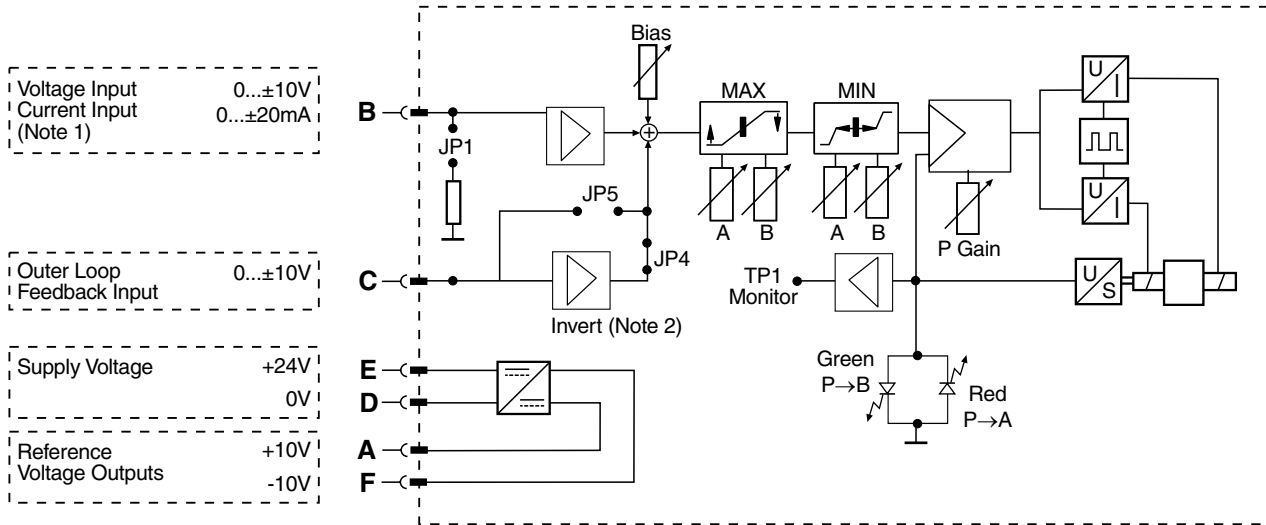 Voltage Input 0...±10V
Current Input 0...±20mA
(Note 1)
B
JP1
Bias
MAX
A B
MIN
A B
P Gain
U
I
U
I
Outer Loop 0...±10V
Feedback Input
C
JP5
JP4
Invert (Note 2)
TP1
Monitor
U
S
Green
P→B
Red
P→A
Supply Voltage +24V
0V
E
D
Reference +10V
Voltage Outputs
-10V
A
F